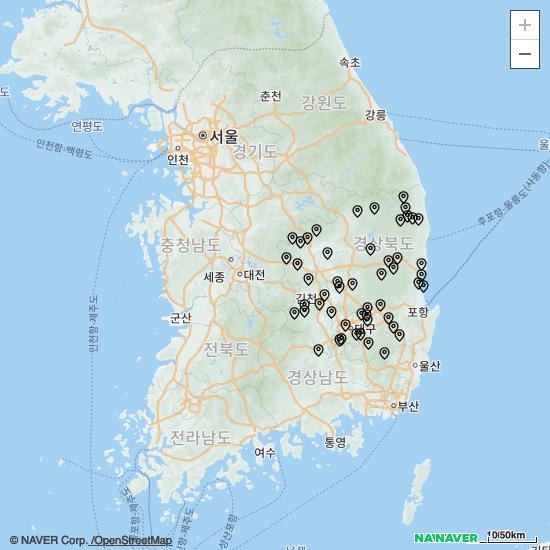 +
−
속초
춘천
강원도
강릉
연평도
서울
인천
경기도
인천항-백령도
울
후포항-울릉도(사동항)
충청남도
경상북도
세종
대전
김천
인천항-제주도
군산
포항
대구
전라북도
울산
경상남도
부산
전라남도
통영
여수
© NAVER Corp. /OpenStreetMap
NAVER
10/50km